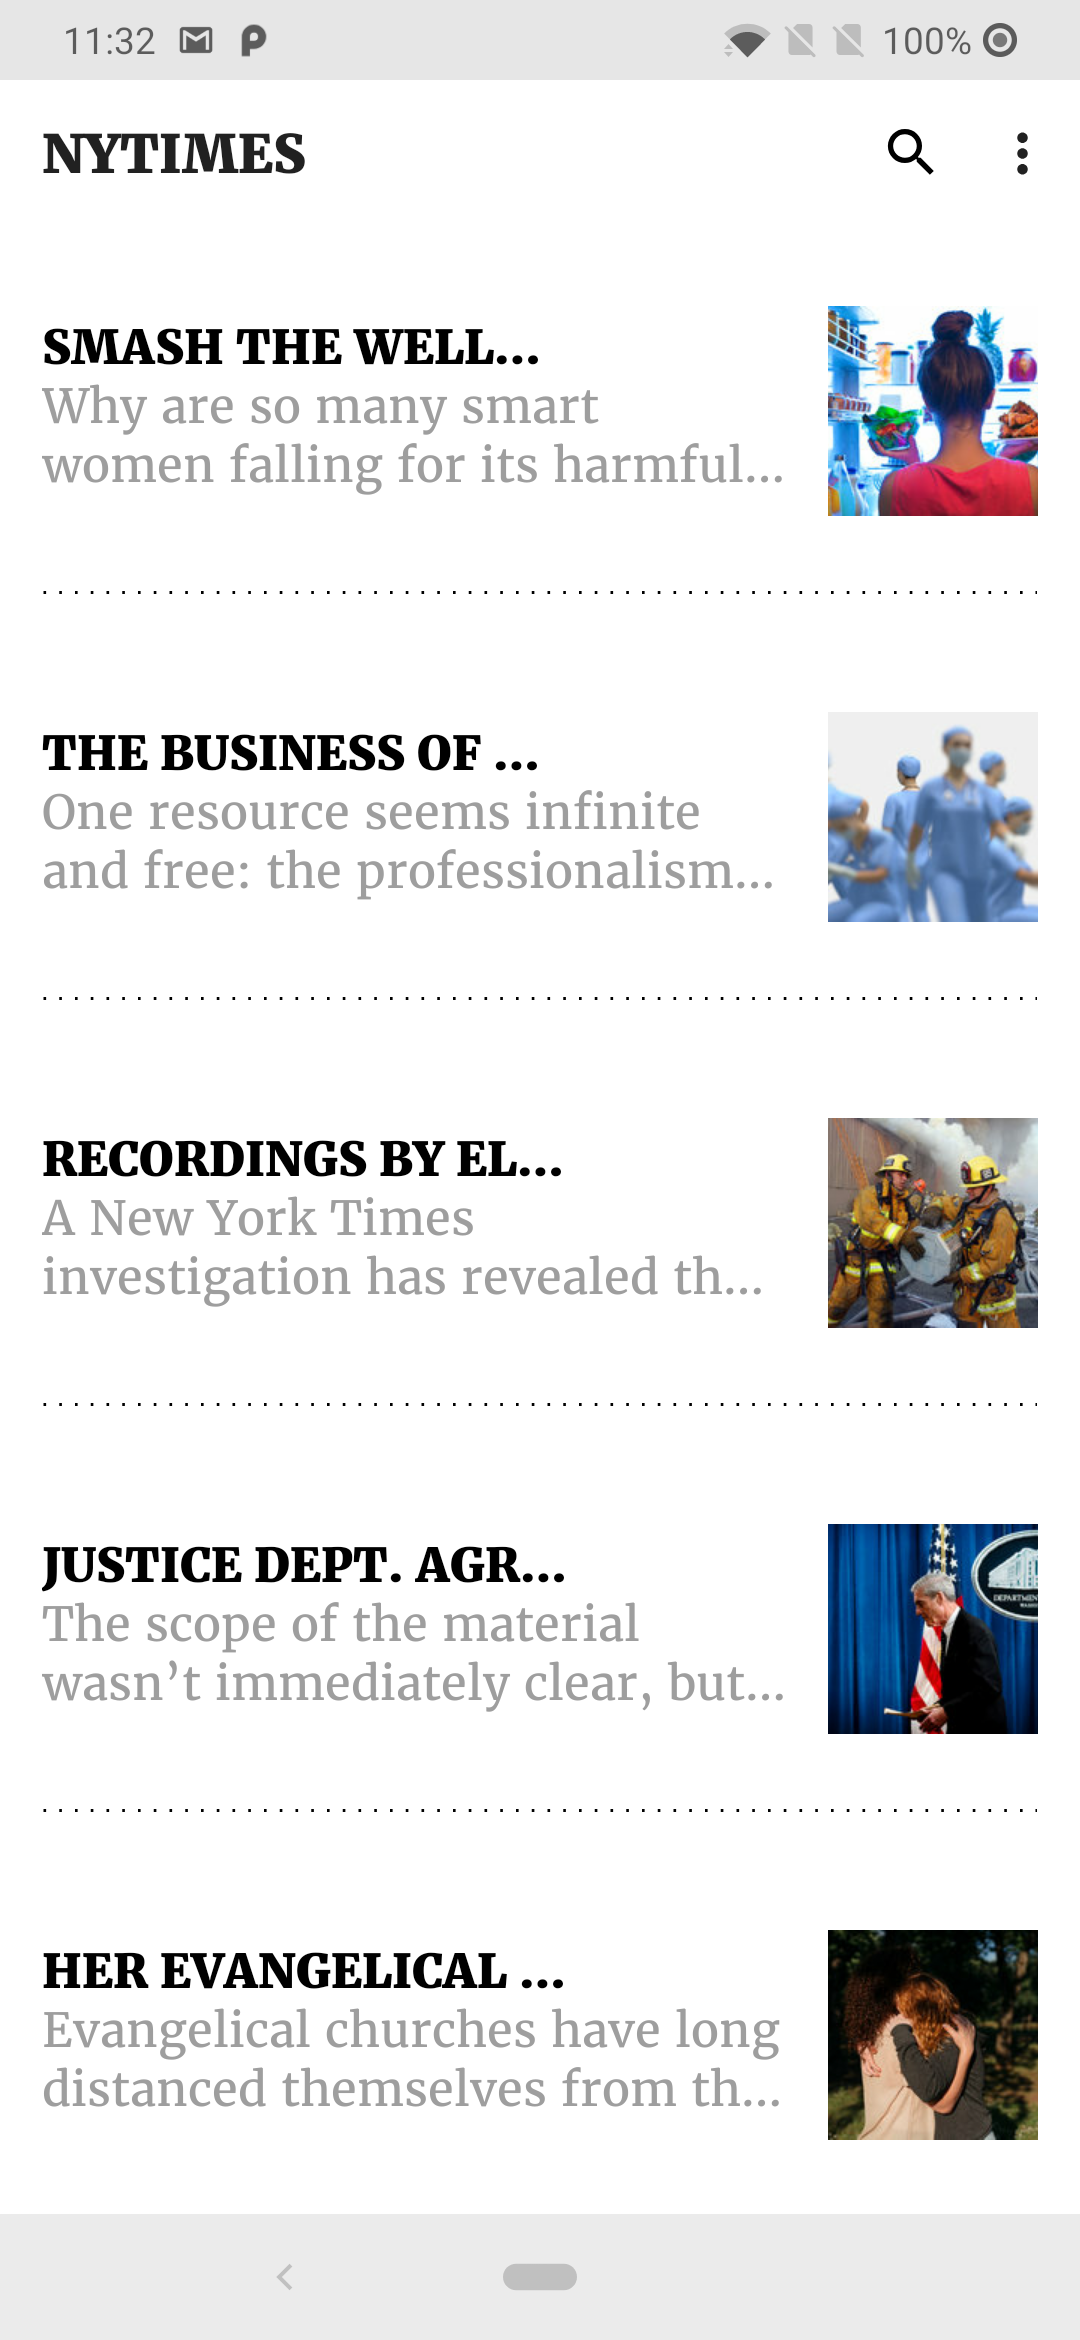 11:32
100%
NYTIMES
SMASH THE WELL...
Why are so many smart
women falling for its harmful...
THE BUSINESS OF ...
One resource seems infinite
and free: the professionalism...
RECORDINGS BY EL...
A New York Times
investigation has revealed th...
JUSTICE DEPT. AGR...
The scope of the material
wasn’t immediately clear, but...
HER EVANGELICAL ...
Evangelical churches have long
distanced themselves from th...